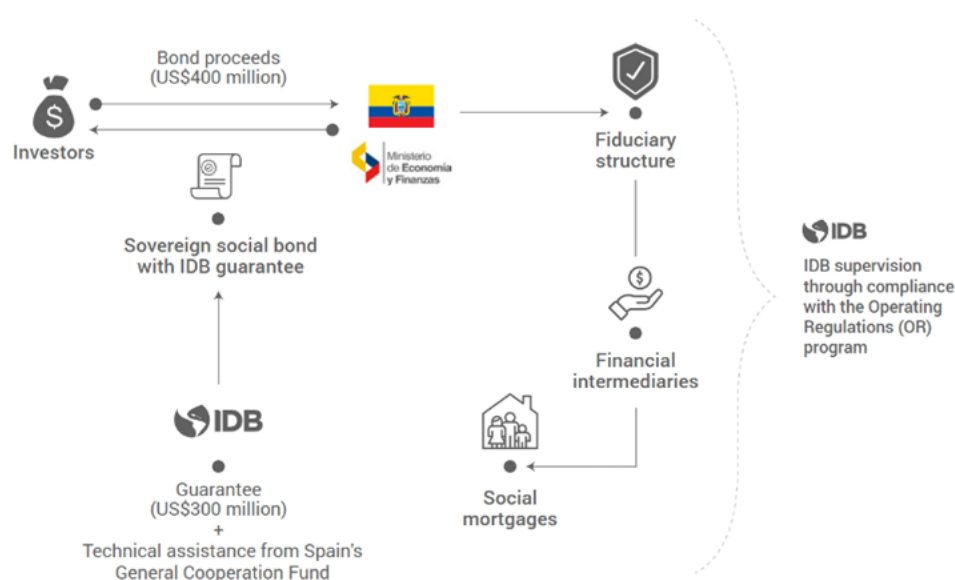 Bond proceeds
(US$400 million)
$
Investors
Ministerio
de Economía
y Finanzas
Fiduciary
structure
Sovereign social bond
with IDB guarantee
IDB
IDB supervision
through compliance
with the Operating
Regulations (OR)
program
$
Financial
intermediaries
IDB
Guarantee
(US$300 million)
+
Technical assistance from Spain's
General Cooperation Fund
Social
mortgages